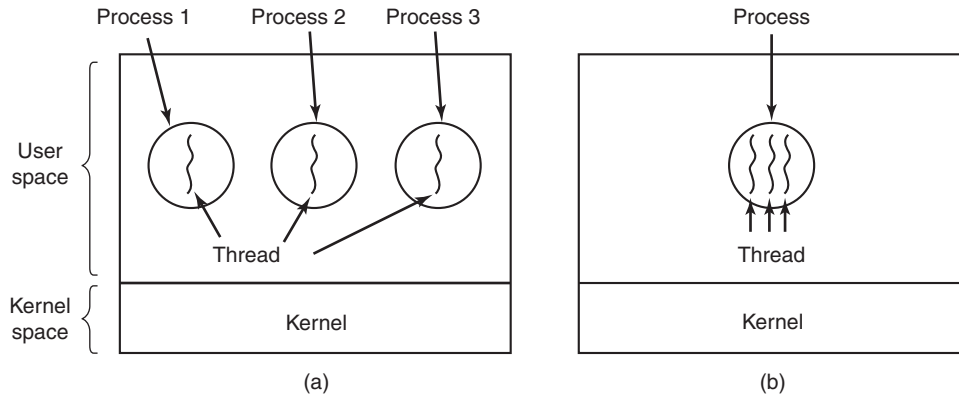 Process 1
Process 2
Process 3
Process
User
space
Thread
Thread
Kernel
space
Kernel
Kernel
(a)
(b)